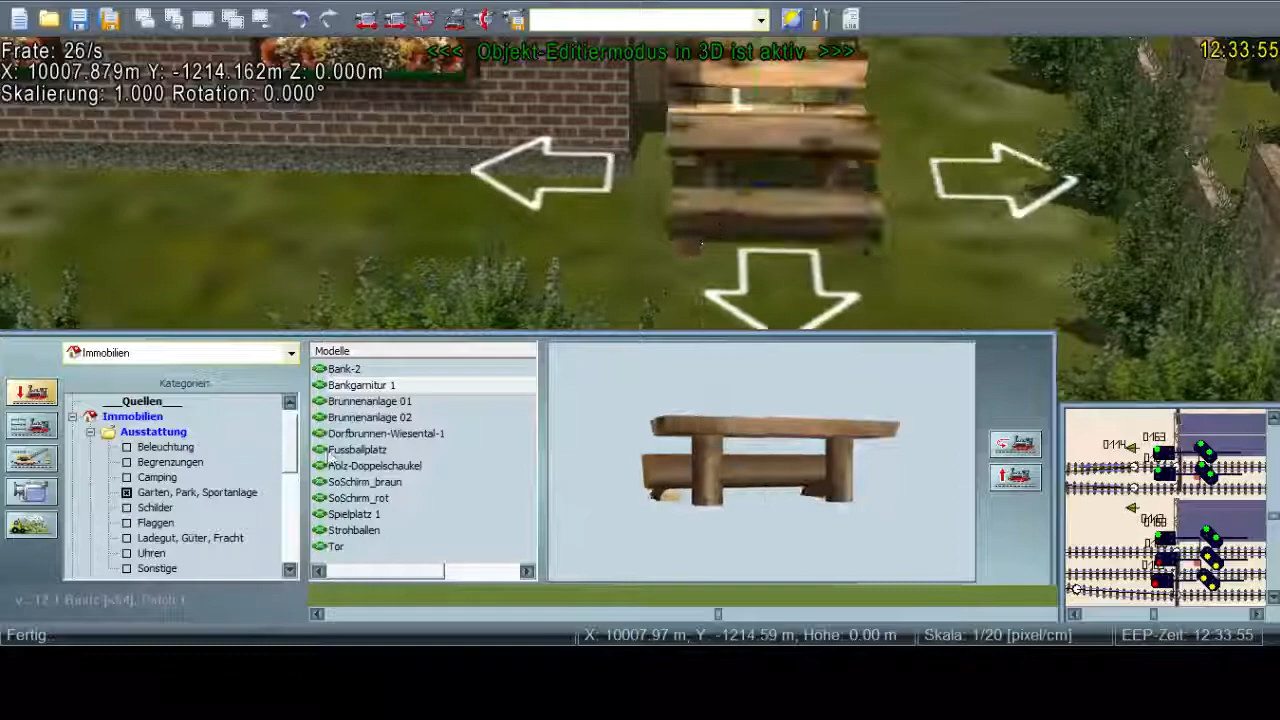 Frate: 26/s
<<< Objekt-Editiermodus in 3D ist aktiv >>>
12:33:55
X: 10007.879m Y: -1214.162m Z: 0.000m
Skalierung: 1.000 Rotation: 0.000°
Immobilien
Kategorien
Quellen
Immobilien
Ausstattung
Beleuchtung
Begrenzungen
Camping
Garten, Park, Sportanlage
Schilder
Flaggen
Ladegut, Güter, Fracht
Uhren
Sonstige
Modelle
Bank-2
Bankgarnitur 1
Brunnenanlage 01
Brunnenanlage 02
Dorfbrunnen-Wiesental-1
Fussballplatz
Holz-Doppelschaukel
SoSchirm_braun
SoSchirm_rot
Spielplatz 1
Strohballen
Tor
0163
Fertig..
X: 10007.97 m, Y: -1214.59 m, Höhe: 0.00 m
Skala: 1/20 [pixel/cm]
EEP-Zeit: 12:33:55